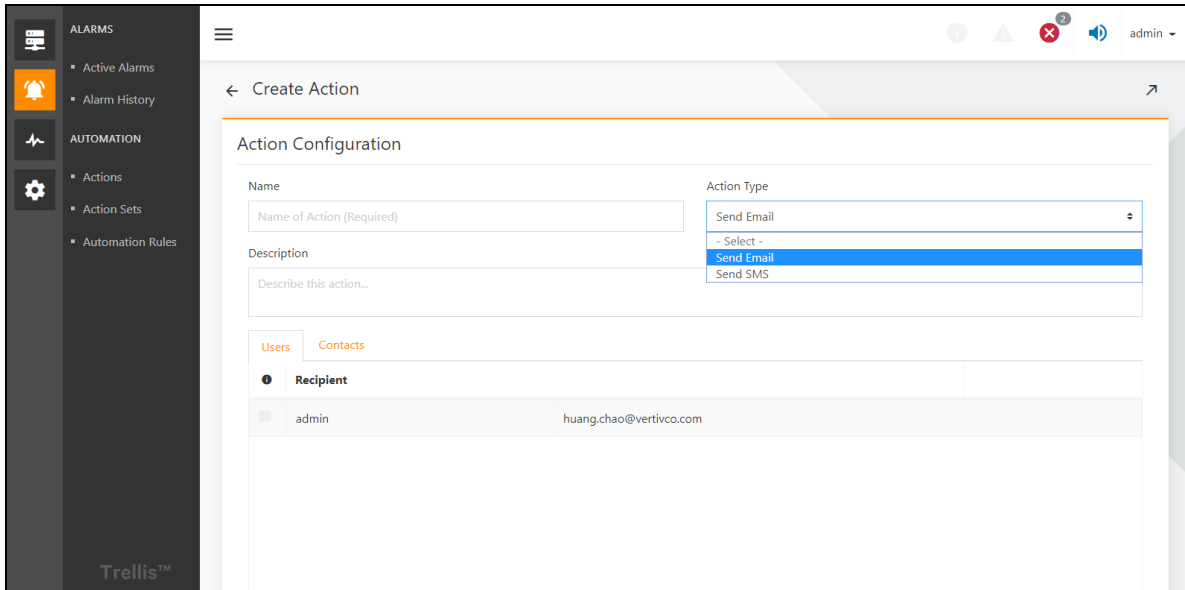 ALARMS
Active Alarms
Alarm History
AUTOMATION
Actions
Action Sets
Automation Rules
Trellis™
2
admin
Create Action
Action Configuration
Name
Action Type
Name of Action (Required)
Send Email
- Select -
Send Email
Send SMS
Description
Describe this action...
Users
Contacts
Recipient
admin
huang.chao@vertivco.com